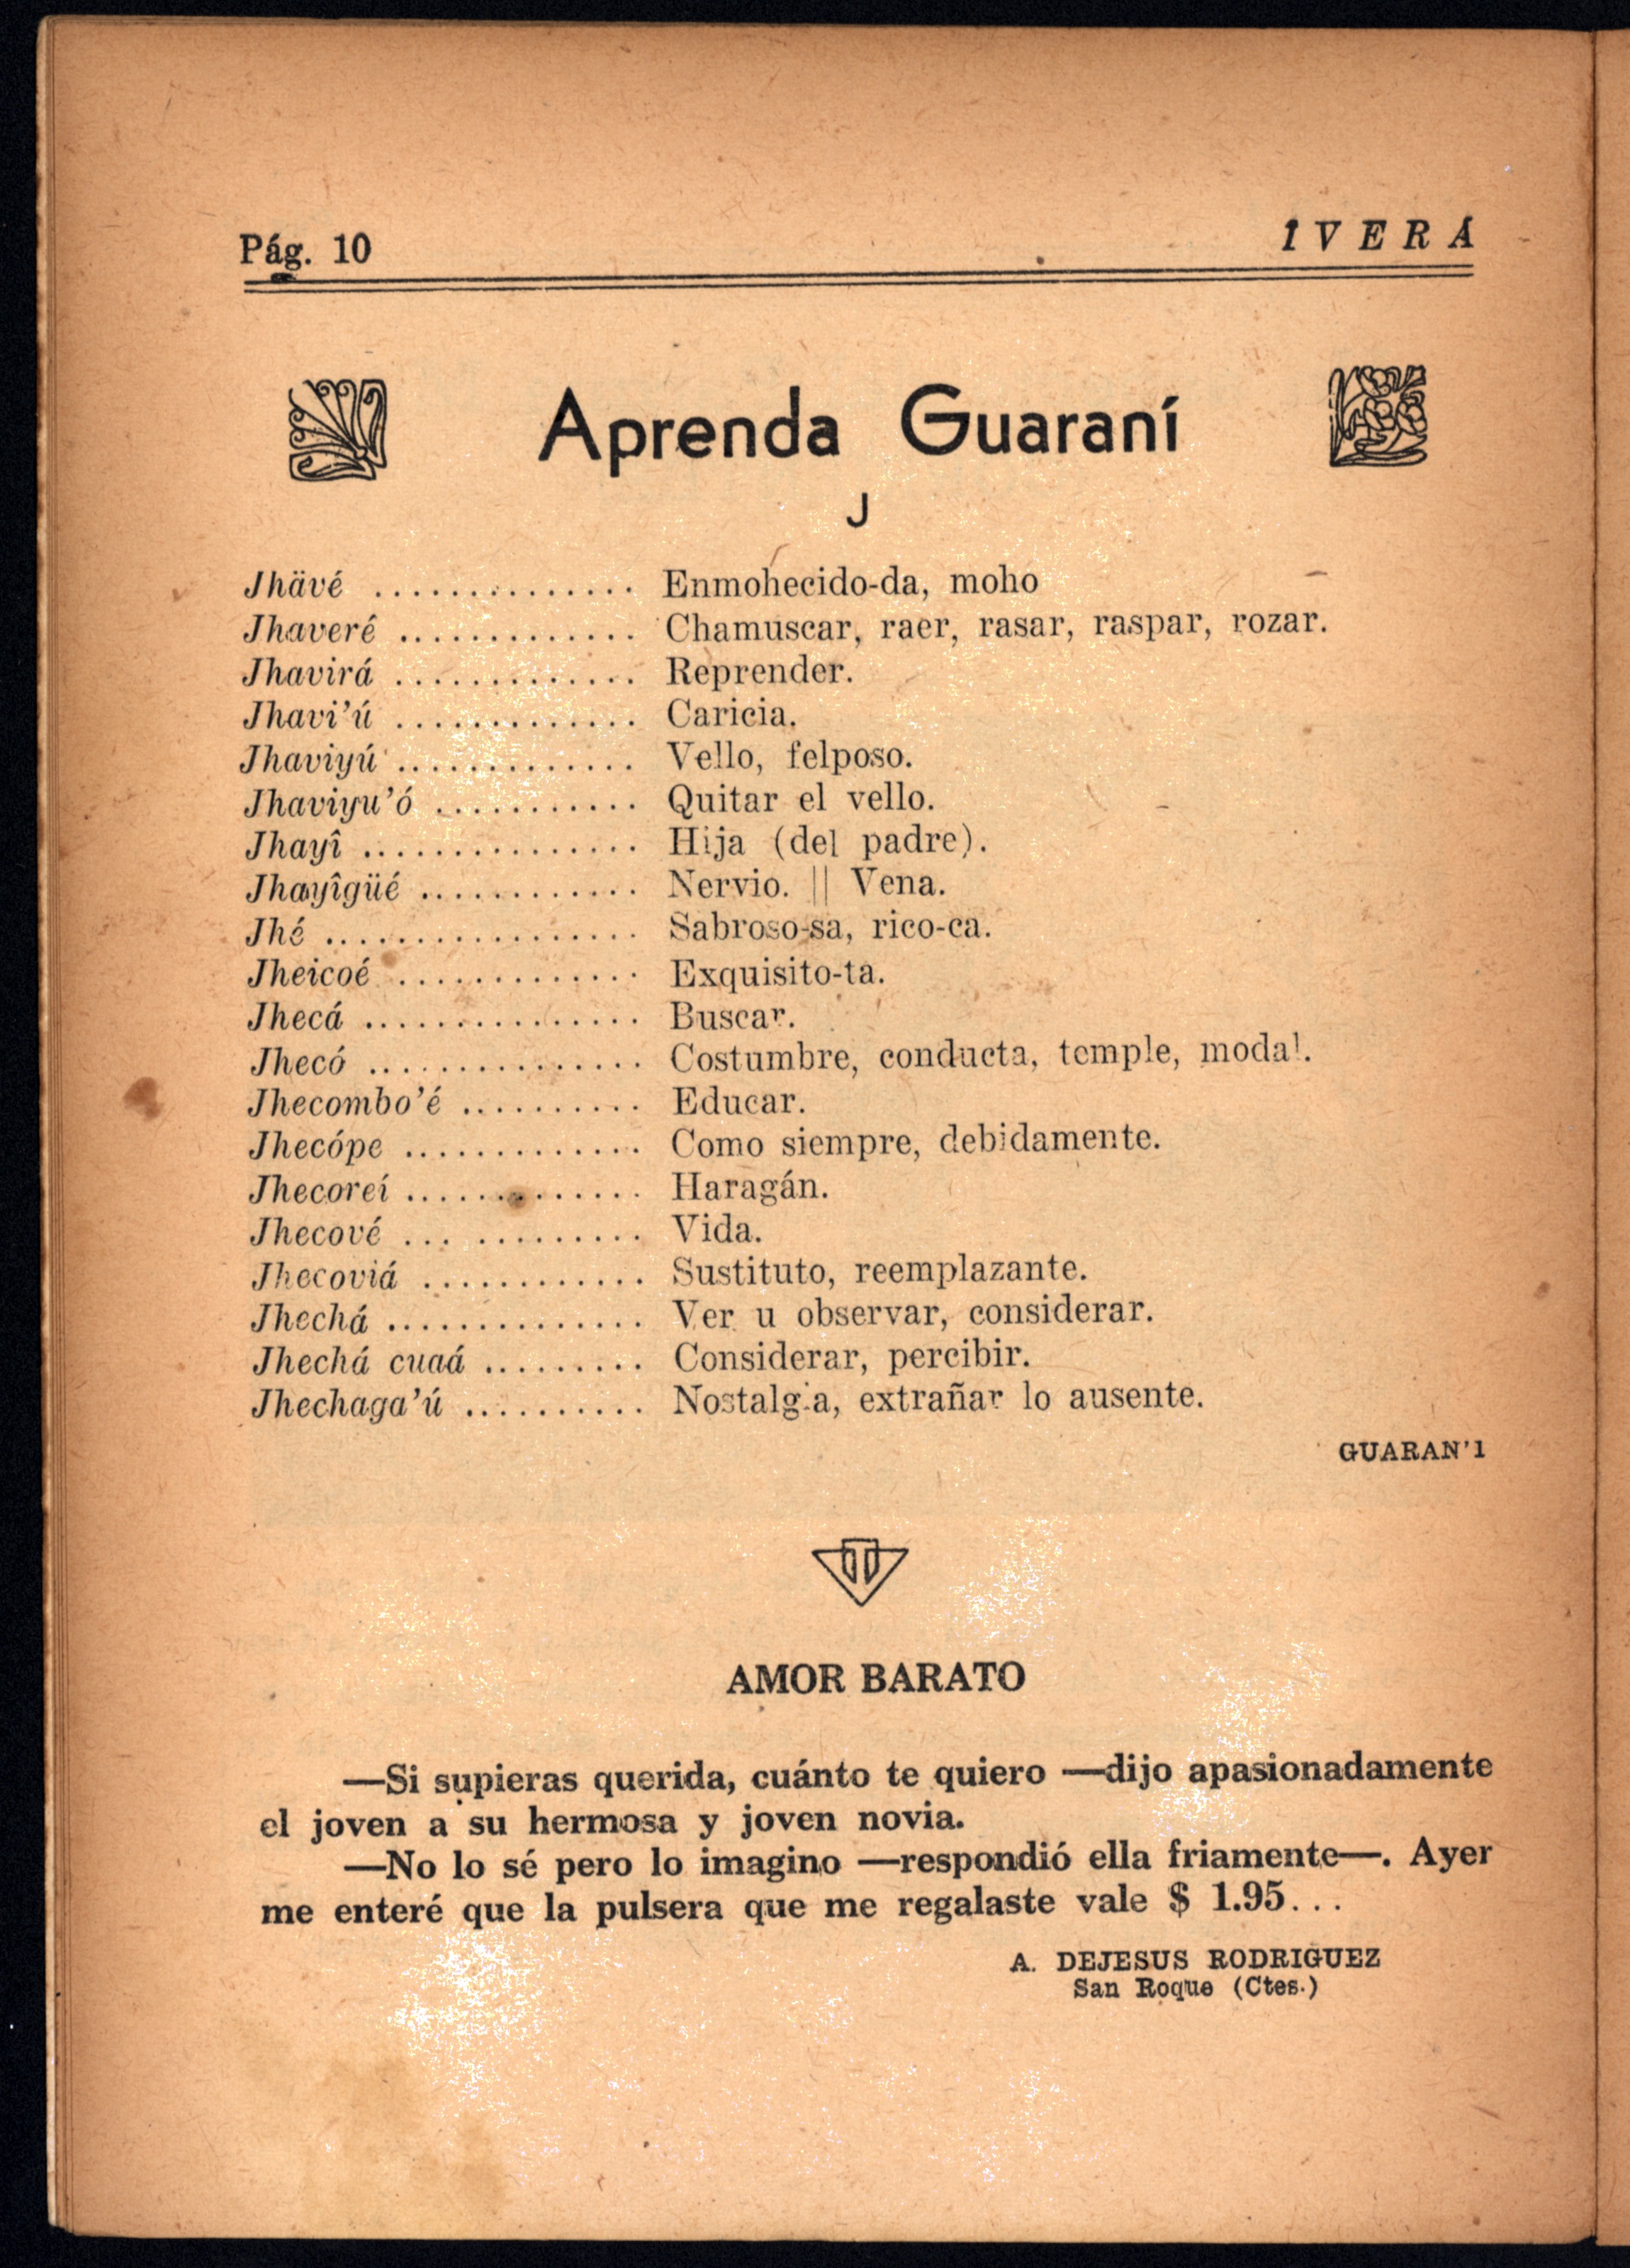 Pág. 10
1VERÁ
Aprenda Guaraní
J
Jhävé .............. Enmohecido-da, moho
Jhaveré ............. Chamuscar, raer, rasar, raspar, rozar.
Jhavirá ............. Reprender.
Jhavi’ú ............. Caricia.
Jhaviyú ............. Vello, felposo.
Jhaviyu’ó ........... Quitar el vello.
Jhayî ............... Hija (del padre).
Jhayîgüé ............ Nervio. || Vena.
Jhé ................. Sabroso-sa, rico-ca.
Jheicoé ............. Exquisito-ta.
Jhecá ............... Buscar.
Jhecó ............... Costumbre, conducta, temple, modal.
Jhecombo’é .......... Educar.
Jhecópe ............. Como siempre, debidamente.
Jhecoreí ............. Haragán.
Jhecové ... .......... Vida.
Jhecoviá ............ Sustituto, reemplazante.
Jhechá .............. Ver u observar, considerar.
Jhechá cuaá ......... Considerar, percibir.
Jhechaga’ú .......... Nostalgia, extrañar lo ausente.
GUARAN’1
AMOR BARATO
—Si supieras querida, cuánto te quiero —dijo apasionadamente
el joven a su hermosa y joven novia.
—No lo sé pero lo imagino —respondió ella friamente—. Ayer
me enteré que la pulsera que me regalaste vale $ 1.95...
A. DEJESUS RODRIGUEZ
San Roque (Ctes.)